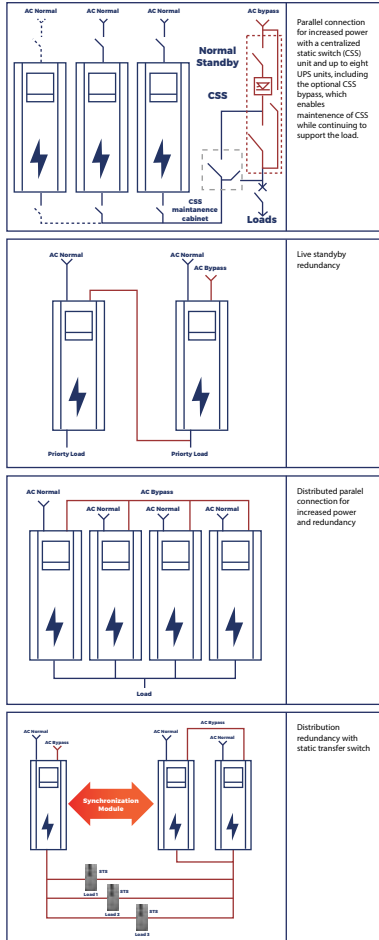 AC Normal
AC Normal
AC Normal
AC bypass
Normal
Standby
CSS
CSS
maintanence
cabinet
Loads
Parallel connection
for increased power
with a centralized
static switch (CSS)
unit and up to eight
UPS units, including
the optional CSS
bypass, which
enables
maintenence of CSS
while continuing to
support the load.
AC Normal
AC Normal
AC Bypass
Priorty Load
Priorty Load
Live standyby
redundancy
AC Normal
AC Bypass
AC Normal
AC Normal
AC Normal
Load
Distributed paralel
connection for
increased power
and redundancy
AC Bypass
AC Normal
AC Normal
AC Bypass
AC Normal
Synchronization
Module
STS
Load 1
STS
Load 2
STS
Load 3
Distribution
redundancy with
static transfer switch